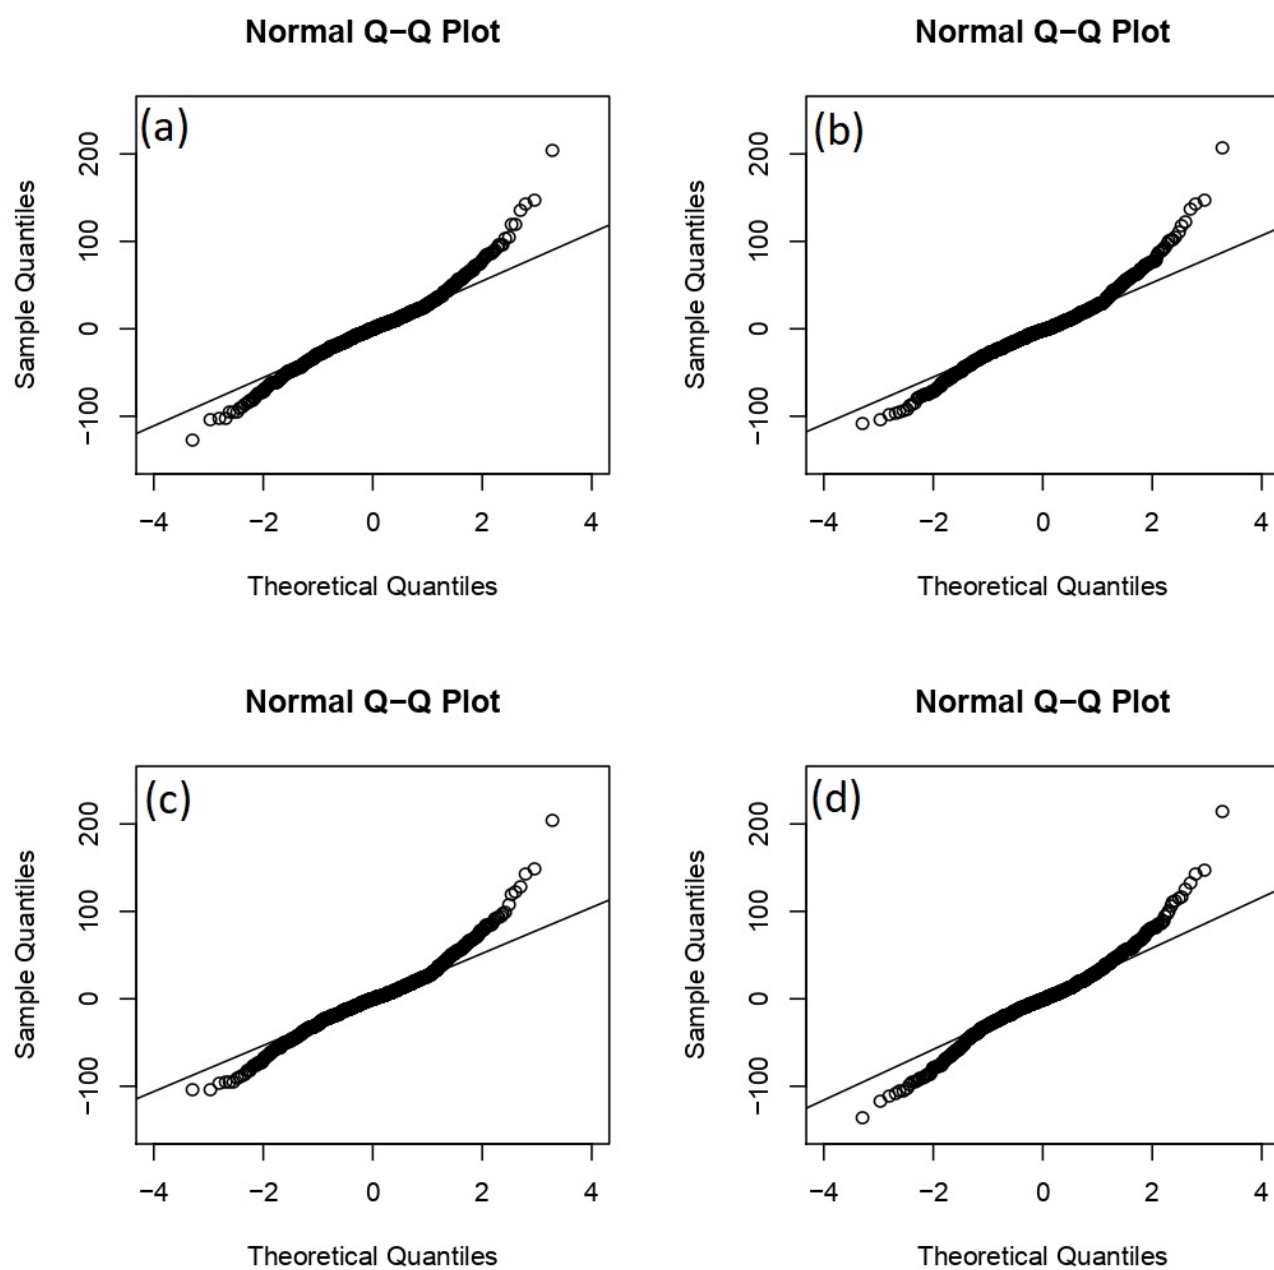 Normal Q−Q Plot
(a)
Sample Quantiles
−100 0 100 200
−4 −2 0 2 4
Theoretical Quantiles
Normal Q−Q Plot
(b)
Sample Quantiles
−100 0 100 200
−4 −2 0 2 4
Theoretical Quantiles
Normal Q−Q Plot
(c)
Sample Quantiles
−100 0 100 200
−4 −2 0 2 4
Theoretical Quantiles
Normal Q−Q Plot
(d)
Sample Quantiles
−100 0 100 200
−4 −2 0 2 4
Theoretical Quantiles